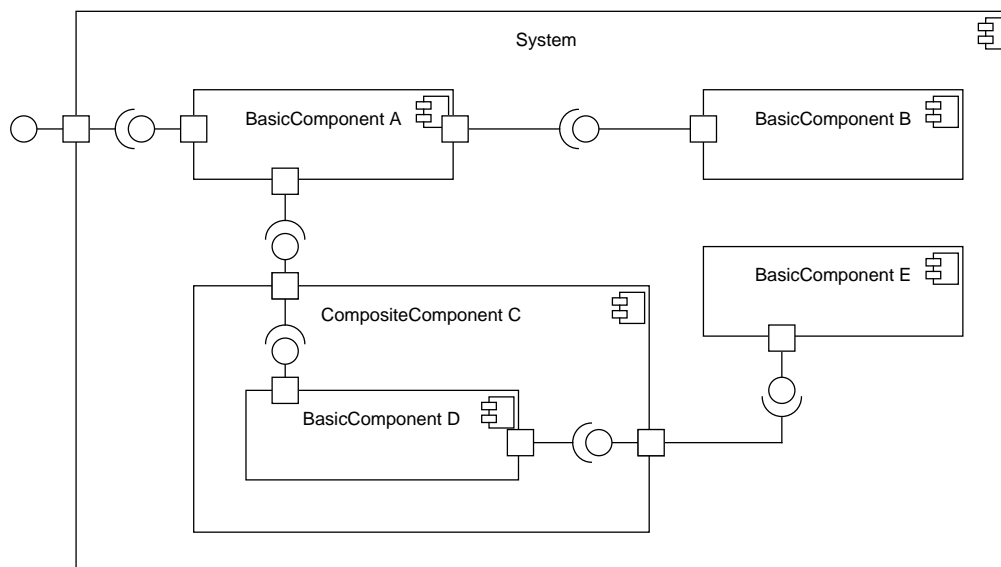 System
BasicComponent A
BasicComponent B
BasicComponent E
CompositeComponent C
BasicComponent D